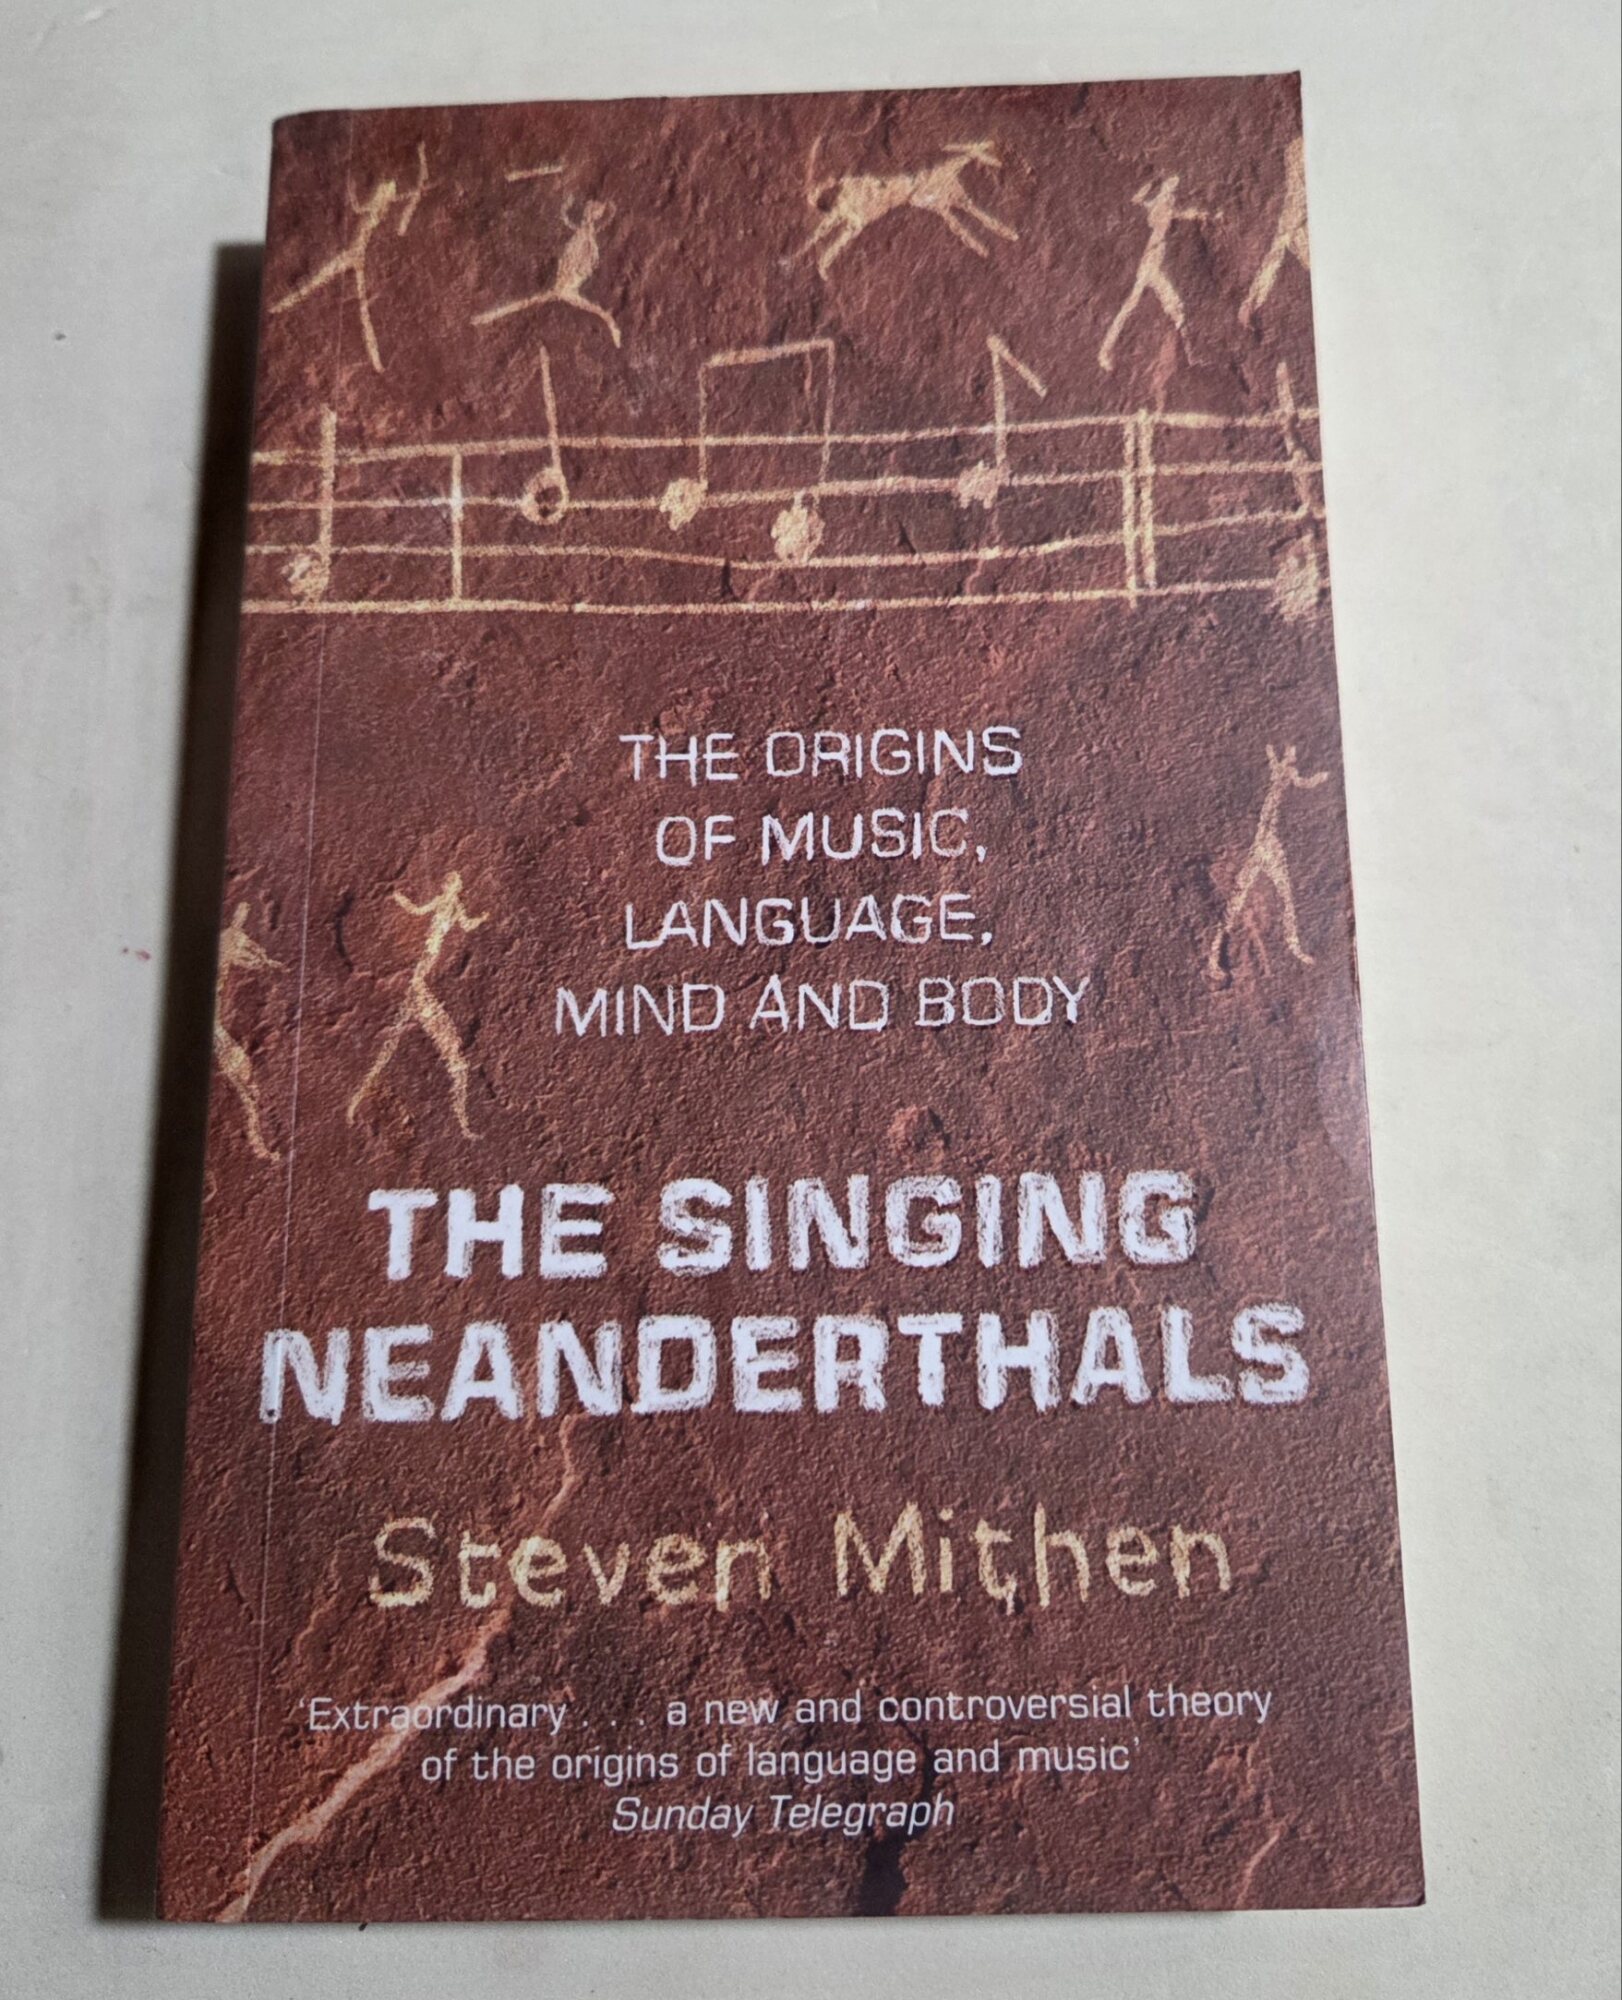 THE ORIGINS
OF MUSIC,
LANGUAGE,
MIND AND BODY
THE SINGING
NEANDERTHALS
Steven Mithen
‘Extraordinary . . . a new and controversial theory
of the origins of language and music’
Sunday Telegraph